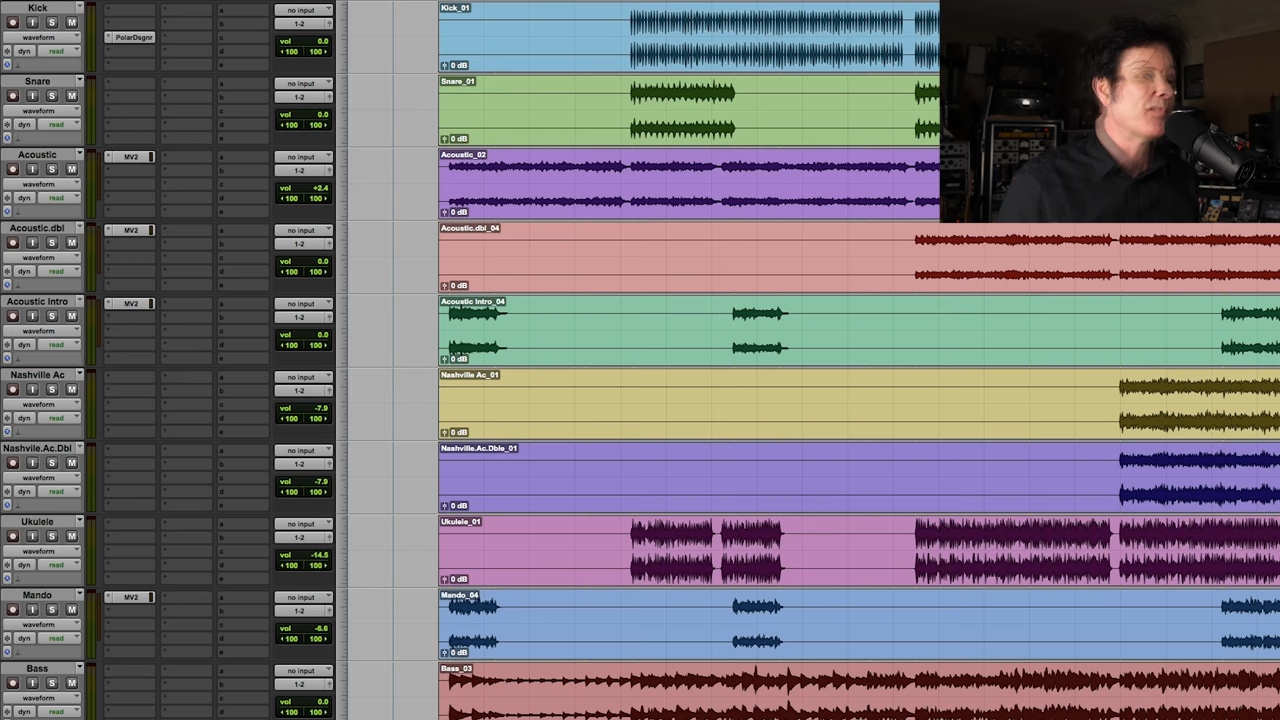 Kick
I S M
waveform
PolarDsgnr
dyn read
a
b
c
d
e
no input
1-2
vol 0.0
100 100
Kick_01
0 dB
Snare
I S M
waveform
dyn read
a
b
c
d
e
no input
1-2
vol 0.0
100 100
Snare_01
0 dB
Acoustic
I S M
waveform
dyn read
MV2
a
b
c
d
e
no input
1-2
vol +2.4
100 100
Acoustic_02
0 dB
Acoustic.dbl
I S M
waveform
dyn read
MV2
a
b
c
d
e
no input
1-2
vol 0.0
100 100
Acoustic.dbl_04
0 dB
Acoustic Intro
I S M
waveform
dyn read
MV2
a
b
c
d
e
no input
1-2
vol 0.0
100 100
Acoustic Intro_04
0 dB
Nashville Ac
I S M
waveform
dyn read
a
b
c
d
e
no input
1-2
vol -7.9
100 100
Nashville Ac_01
0 dB
Nashville.Ac.Dbl
I S M
waveform
dyn read
a
b
c
d
e
no input
1-2
vol -7.9
100 100
Nashville.Ac.Dble_01
0 dB
Ukulele
I S M
waveform
dyn read
a
b
c
d
e
no input
1-2
vol -14.5
100 100
Ukulele_01
0 dB
Mando
I S M
waveform
dyn read
MV2
a
b
c
d
e
no input
1-2
vol -6.6
100 100
Mando_04
0 dB
Bass
I S M
waveform
dyn read
a
b
c
d
e
no input
1-2
vol 0.0
100 100
Bass_03
0 dB